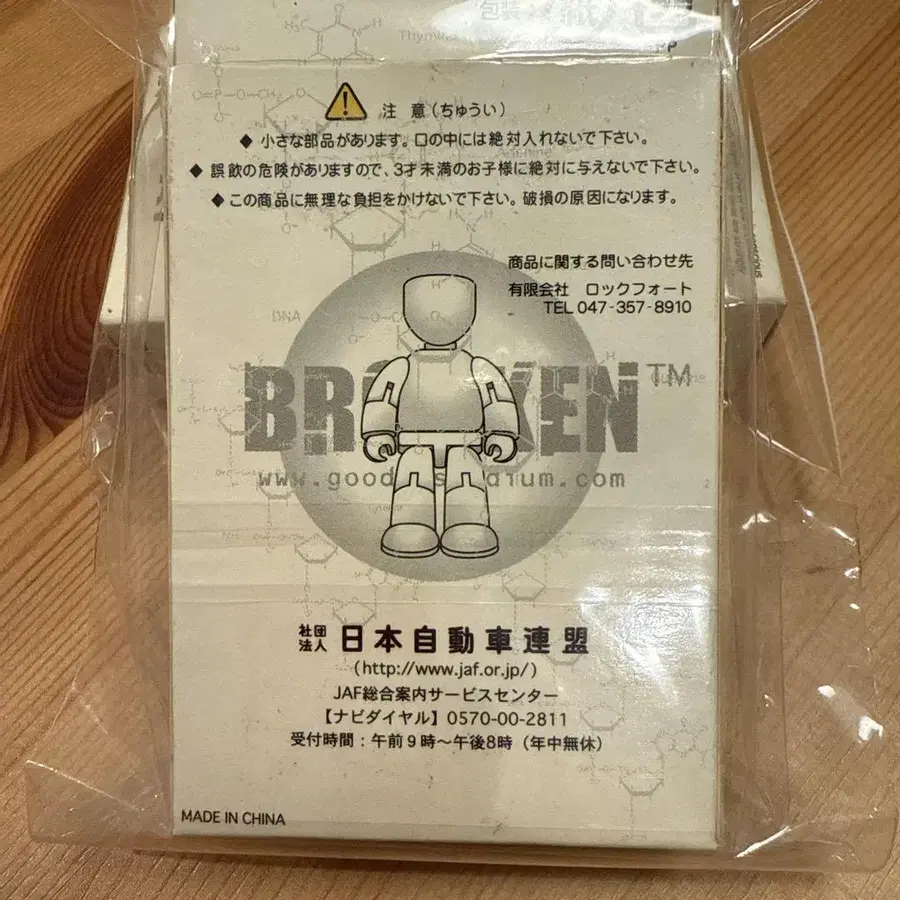 包装
Thymine
⚠ 注 意（ちゅうい）
◆ 小さな部品があります。口の中には絶対入れないで下さい。
◆ 誤飲の危険がありますので、3才未満のお子様に絶対に与えないで下さい。
◆ この商品に無理な負担をかけないで下さい。破損の原因になります。
商品に関する問い合わせ先
有限会社 ロックフォート
TEL 047-357-8910
DNA
TM
www.good
um.com
社団法人 日本自動車連盟
(http://www.jaf.or.jp/)
JAF総合案内サービスセンター
【ナビダイヤル】0570-00-2811
受付時間：午前9時～午後8時（年中無休）
MADE IN CHINA